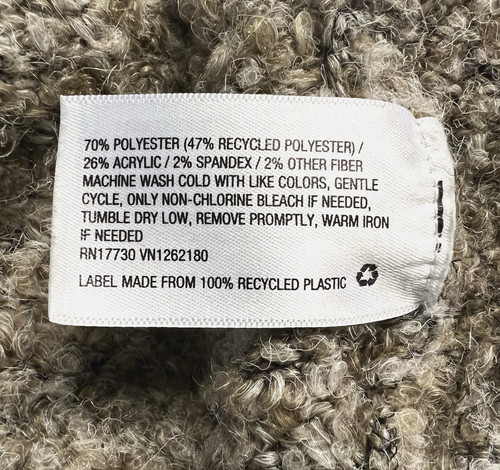 70% POLYESTER (47% RECYCLED POLYESTER) /
26% ACRYLIC / 2% SPANDEX / 2% OTHER FIBER
MACHINE WASH COLD WITH LIKE COLORS, GENTLE
CYCLE, ONLY NON-CHLORINE BLEACH IF NEEDED,
TUMBLE DRY LOW, REMOVE PROMPTLY, WARM IRON
IF NEEDED
RN17730 VN1262180
LABEL MADE FROM 100% RECYCLED PLASTIC